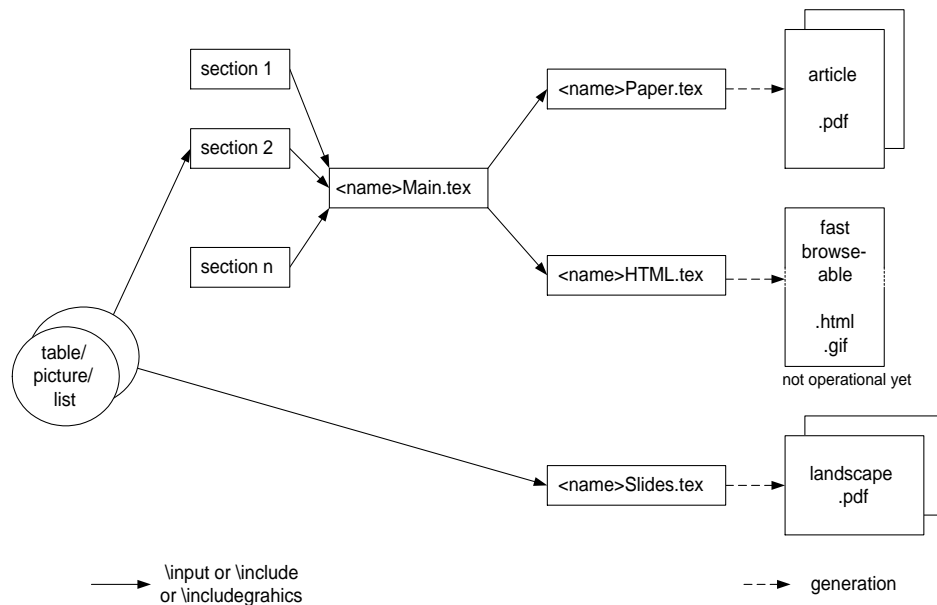 section 1
section 2
section n
table/
picture/
list
<name>Main.tex
<name>Paper.tex
<name>HTML.tex
<name>Slides.tex
article
.pdf
fast
browse-
able
.html
.gif
not operational yet
landscape
.pdf
\input or \include
or \includegrahics
generation